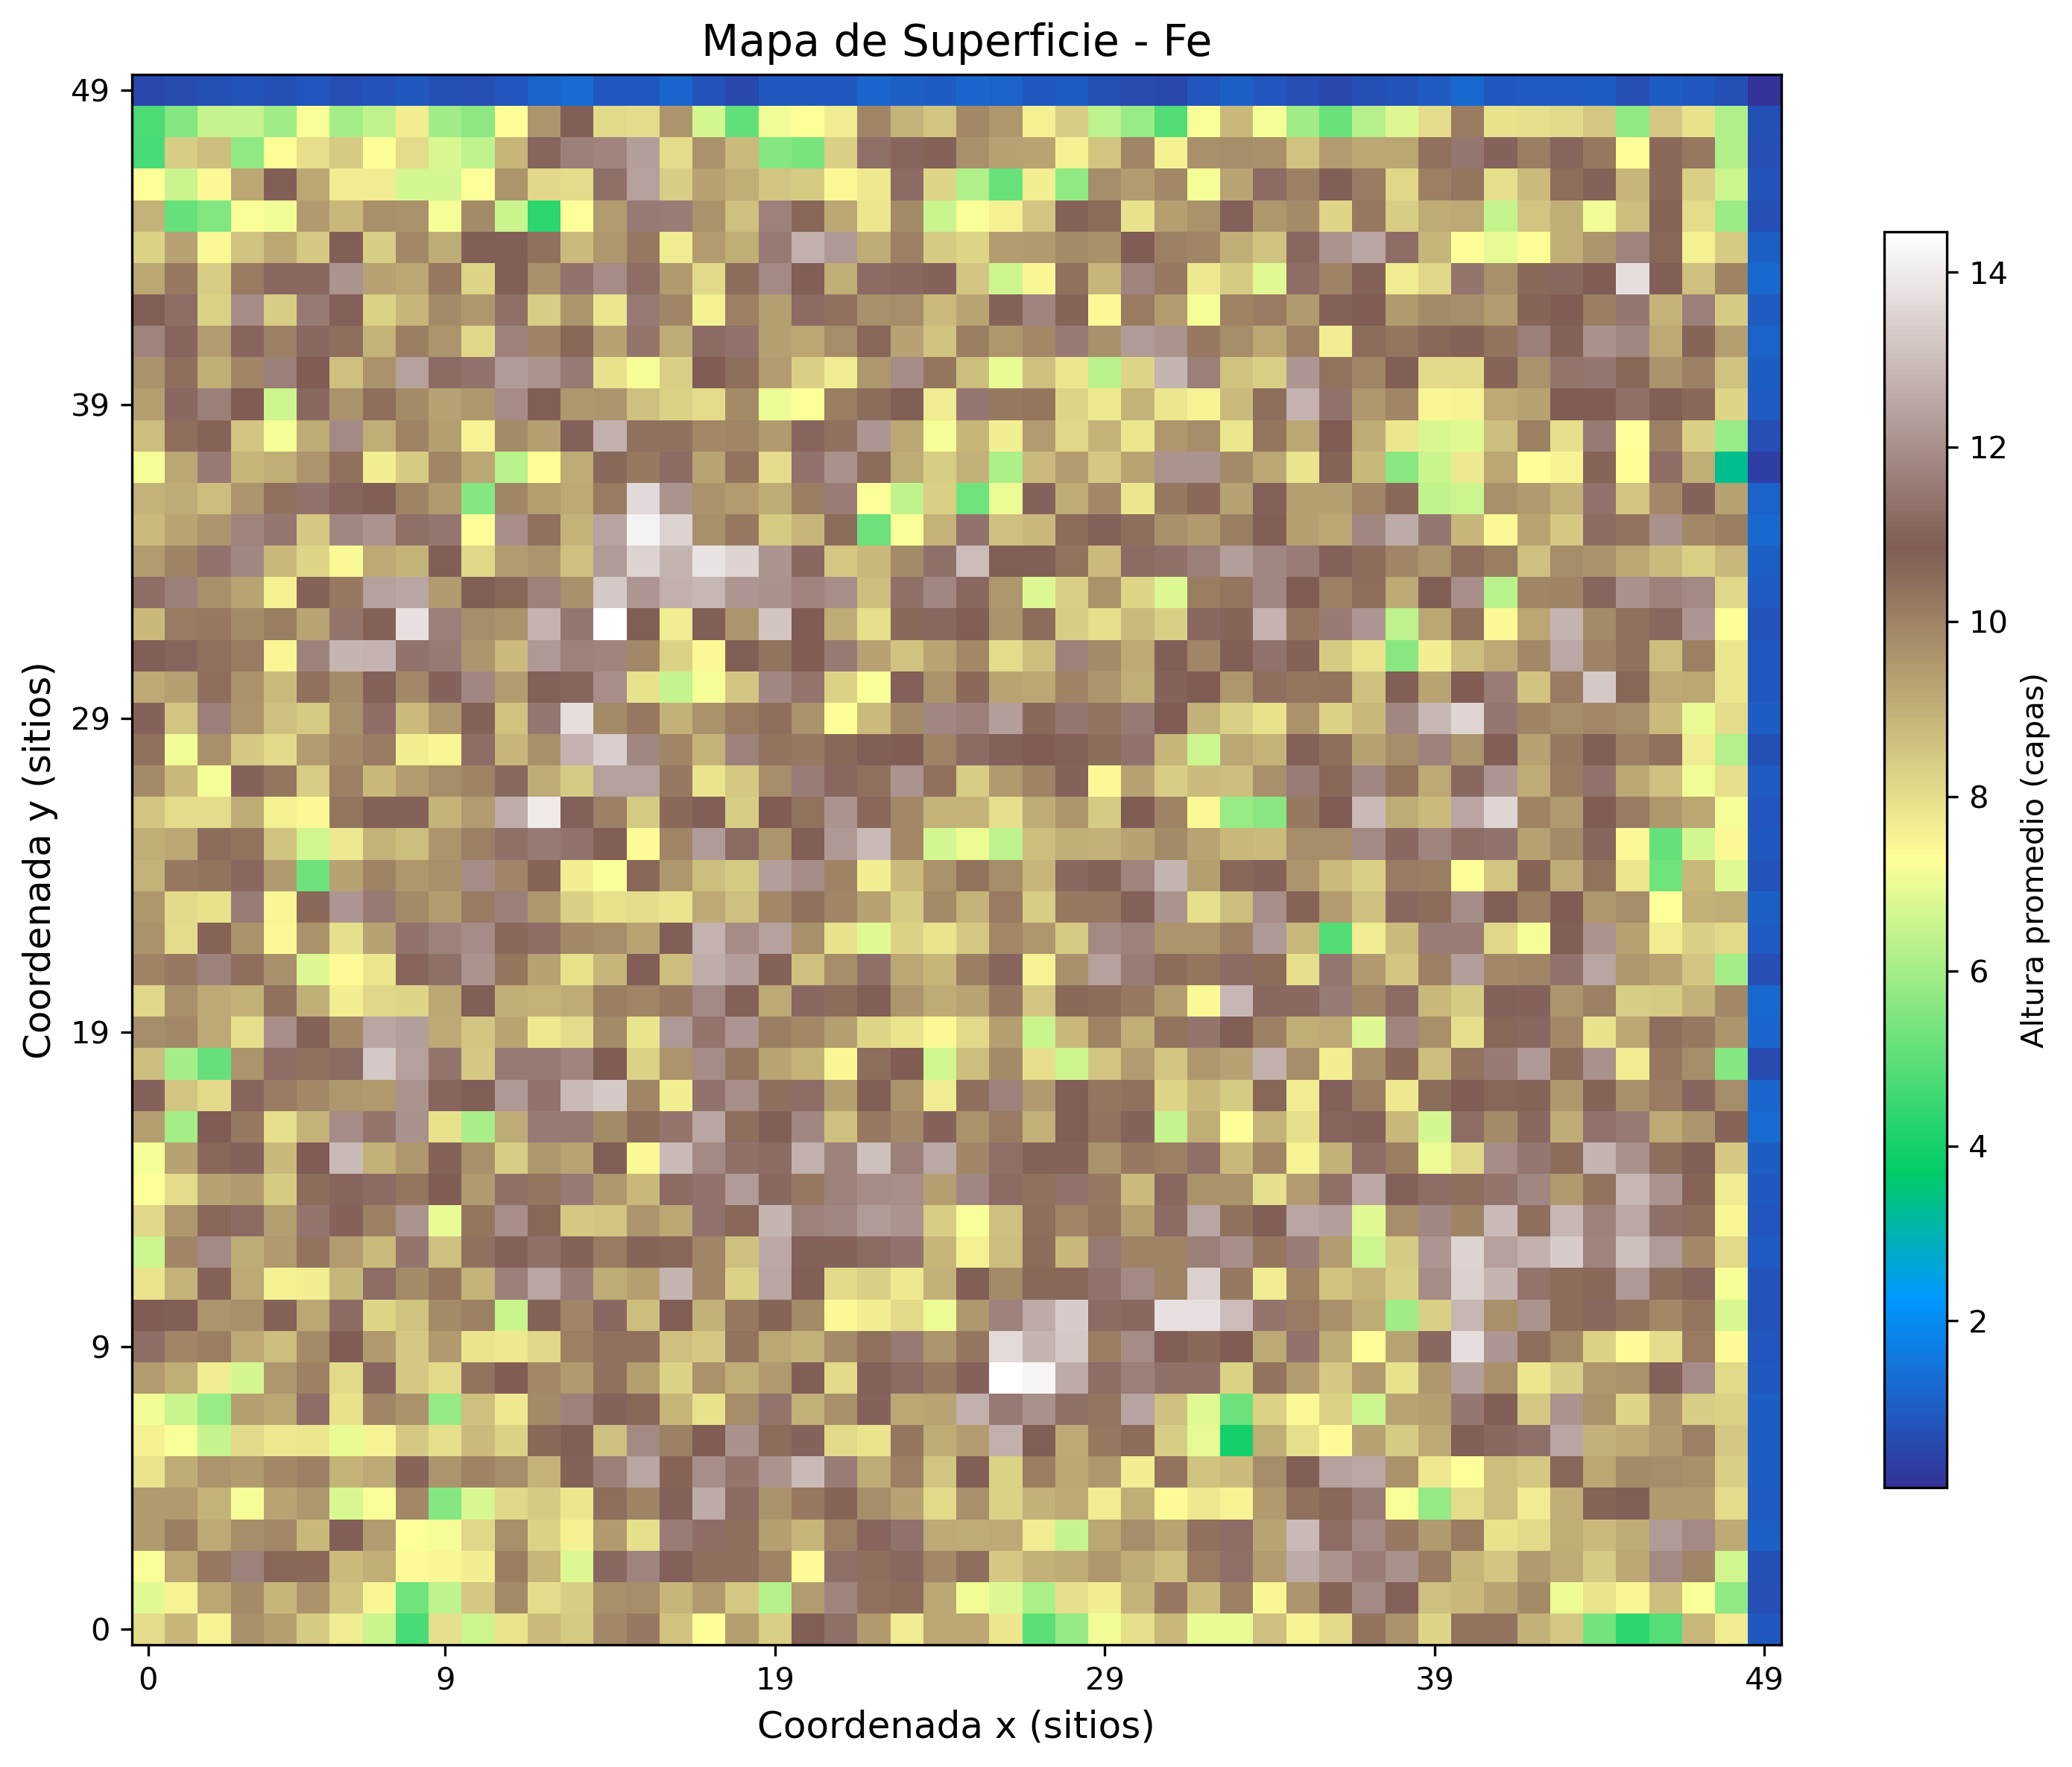 Mapa de Superficie - Fe
49
39
29
19
9
0
Coordenada y (sitios)
0 9 19 29 39 49
Coordenada x (sitios)
14
12
10
8
6
4
2
Altura promedio (capas)